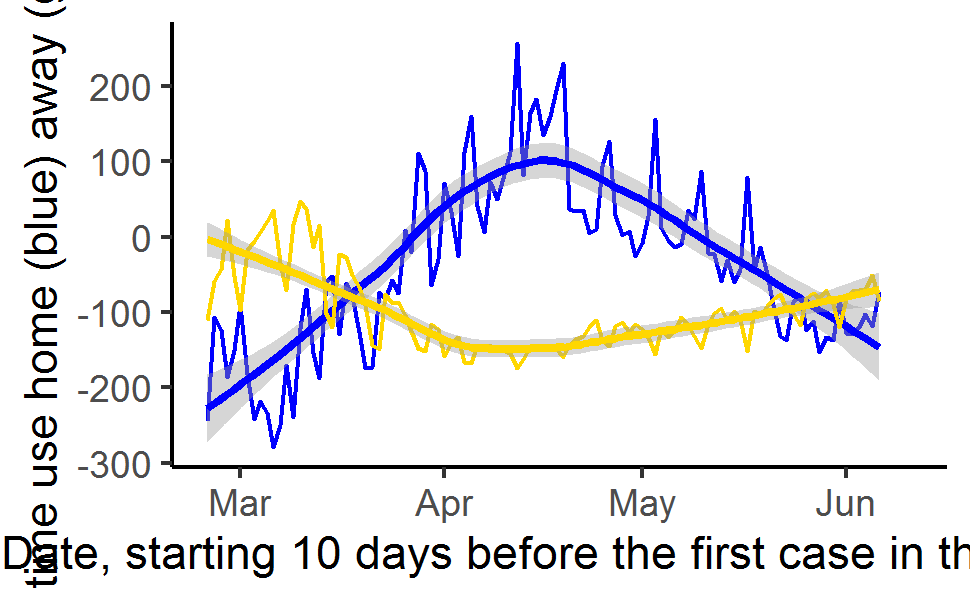 time use home (blue) away (
200
100
0
-100
-200
-300
Mar Apr May Jun
Date, starting 10 days before the first case in th